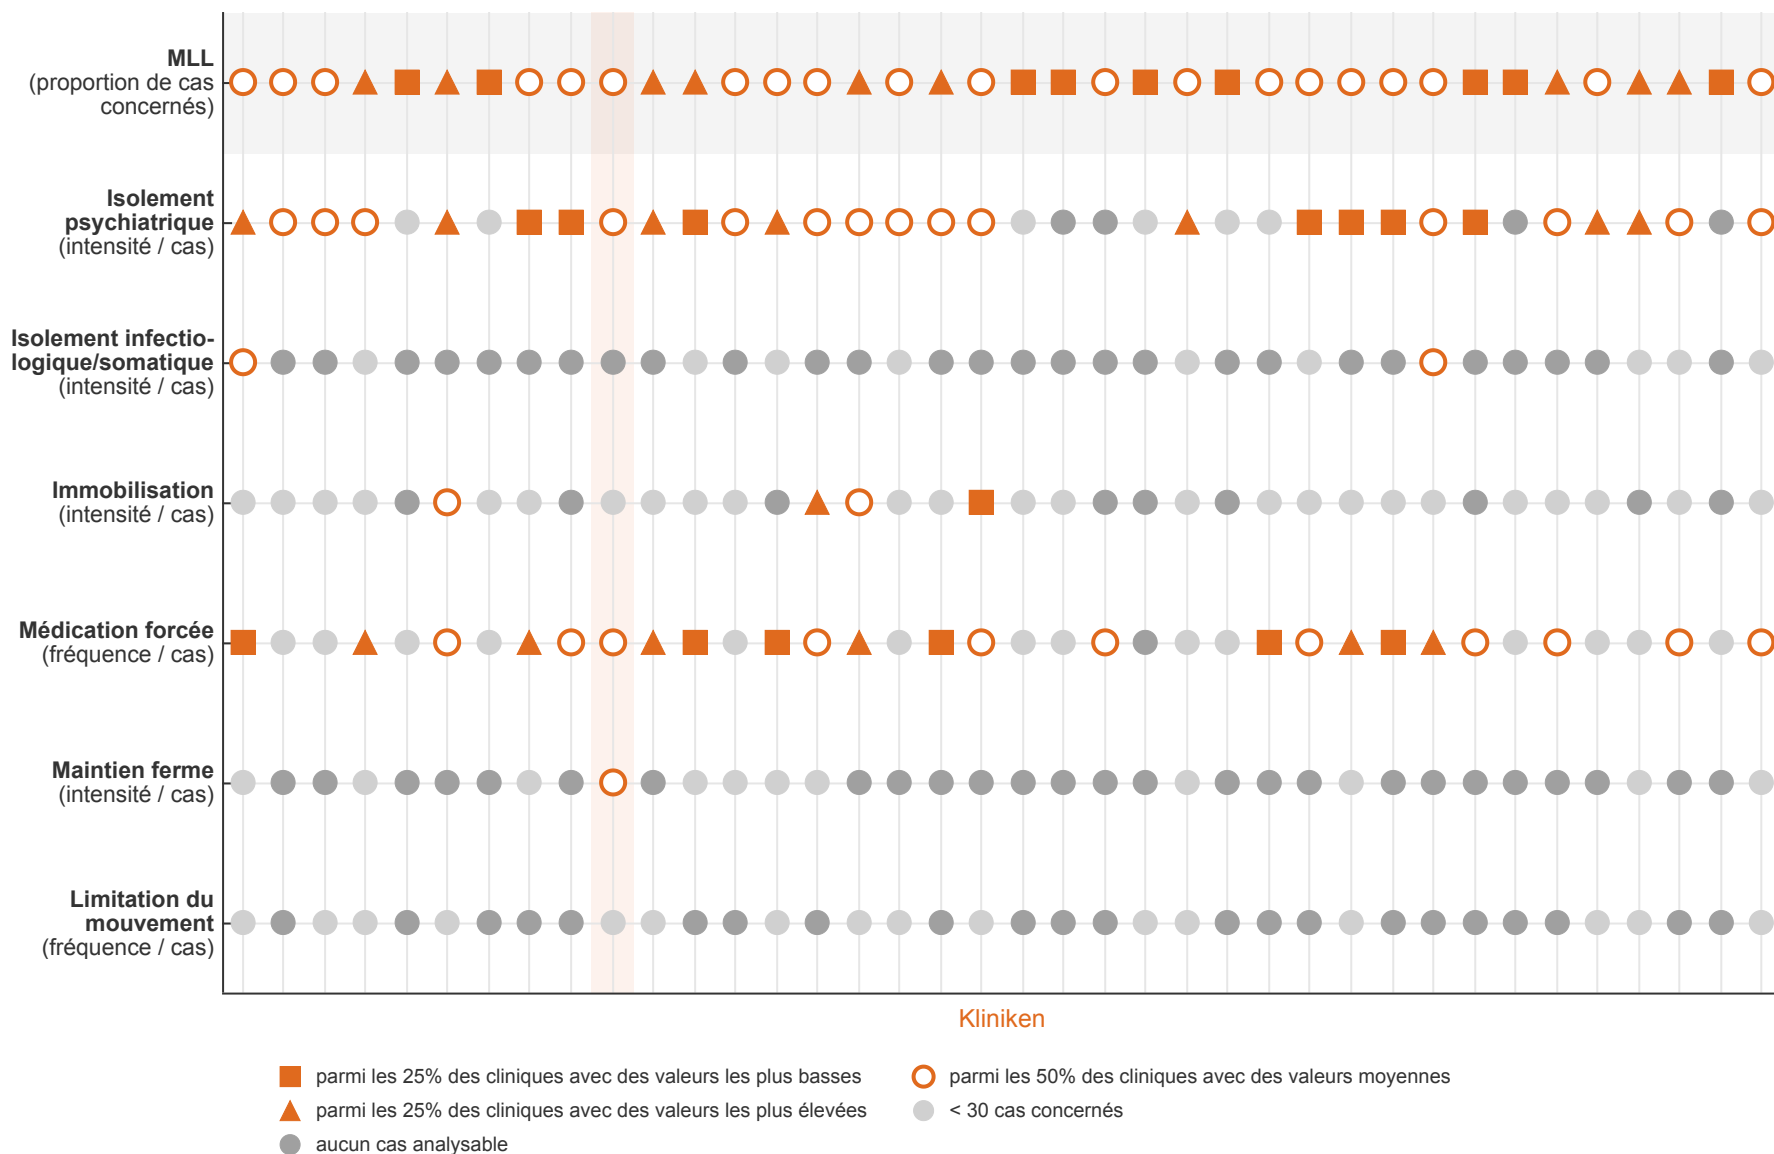 MLL
(proportion de cas
concernés)
Isolement
psychiatrique
(intensité / cas)
Isolement infectio-
logique/somatique
(intensité / cas)
Immobilisation
(intensité / cas)
Médication forcée
(fréquence / cas)
Maintien ferme
(intensité / cas)
Limitation du
mouvement
(fréquence / cas)
Kliniken
parmi les 25% des cliniques avec des valeurs les plus basses
parmi les 50% des cliniques avec des valeurs moyennes
parmi les 25% des cliniques avec des valeurs les plus élevées
< 30 cas concernés
aucun cas analysable